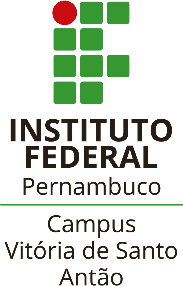 INSTITUTO
FEDERAL
Pernambuco
Campus
Vitória de Santo
Antão